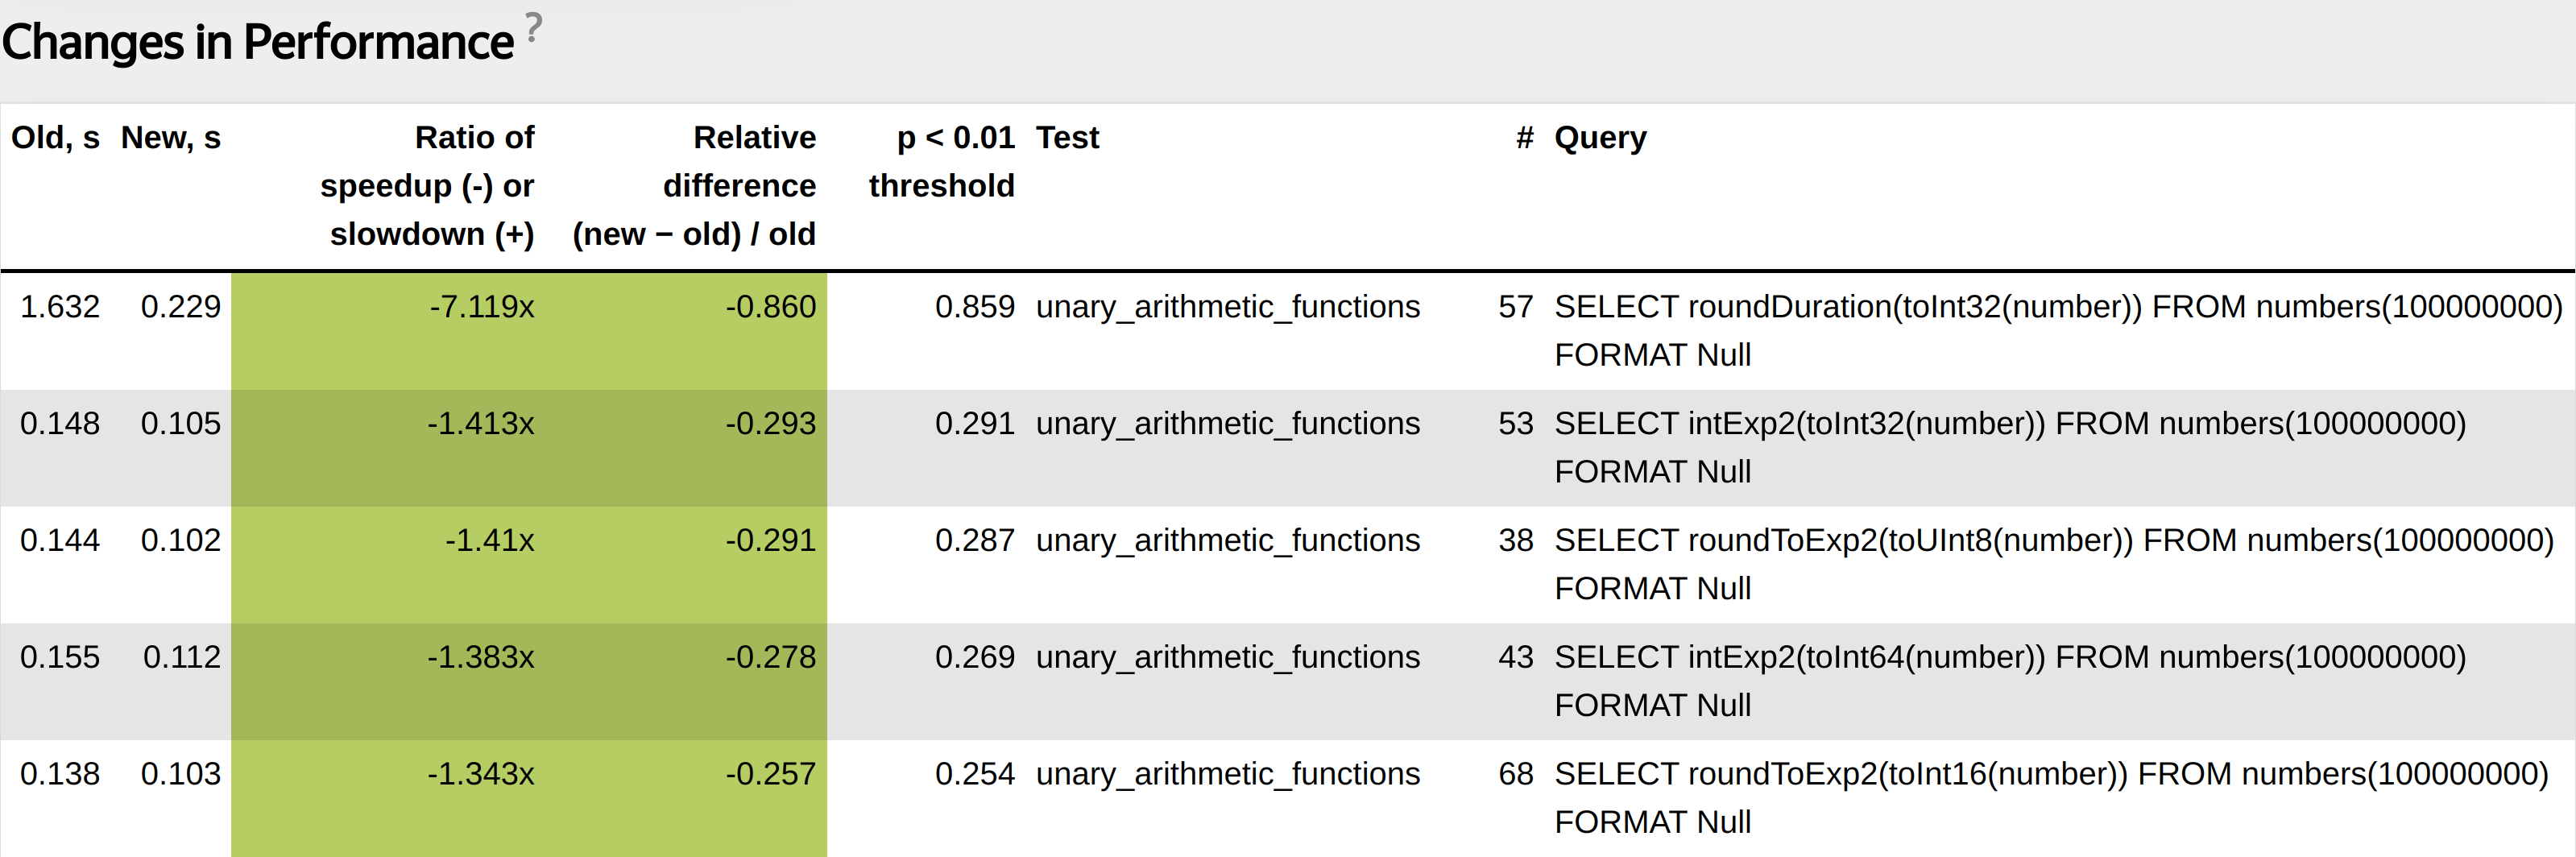 Changes in Performance ?
Old, s New, s Ratio of speedup (-) or slowdown (+) Relative difference (new − old) / old p < 0.01 threshold Test # Query
1.632 0.229 -7.119x -0.860 0.859 unary_arithmetic_functions 57 SELECT roundDuration(toInt32(number)) FROM numbers(100000000)
FORMAT Null
0.148 0.105 -1.413x -0.293 0.291 unary_arithmetic_functions 53 SELECT intExp2(toInt32(number)) FROM numbers(100000000)
FORMAT Null
0.144 0.102 -1.41x -0.291 0.287 unary_arithmetic_functions 38 SELECT roundToExp2(toUInt8(number)) FROM numbers(100000000)
FORMAT Null
0.155 0.112 -1.383x -0.278 0.269 unary_arithmetic_functions 43 SELECT intExp2(toInt64(number)) FROM numbers(100000000)
FORMAT Null
0.138 0.103 -1.343x -0.257 0.254 unary_arithmetic_functions 68 SELECT roundToExp2(toInt16(number)) FROM numbers(100000000)
FORMAT Null